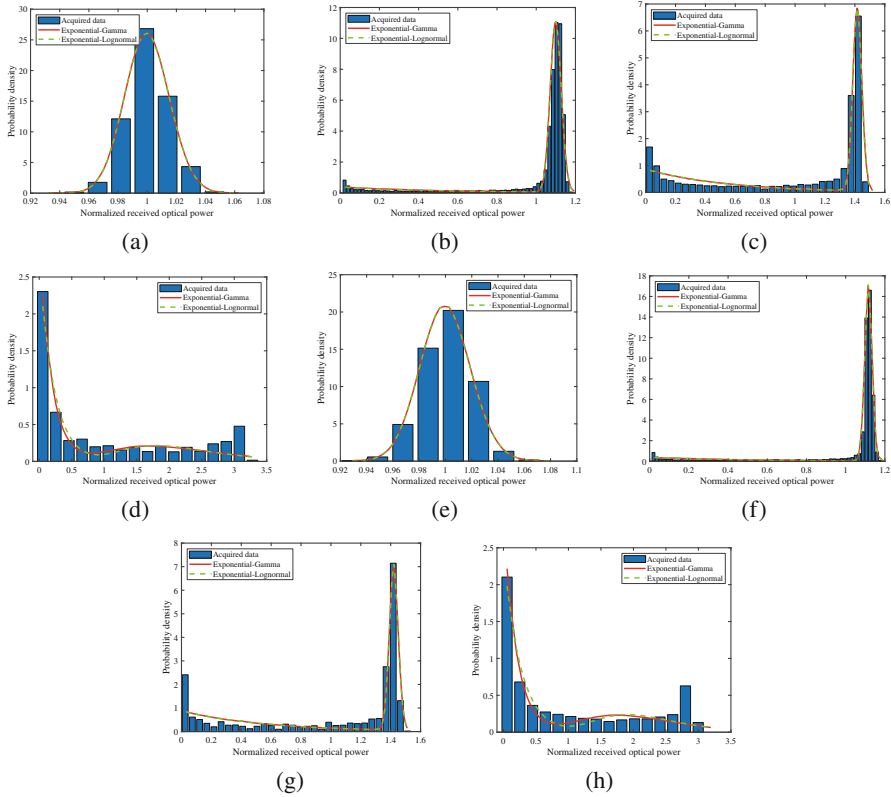 30
25
20
15
10
5
0
Probability density
Acquired data
Exponential-Gamma
Exponential-Lognormal
0.92 0.94 0.96 0.98 1 1.02 1.04 1.06 1.08
Normalized received optical power
(a)
12
10
8
6
4
2
0
Probability density
Acquired data
Exponential-Gamma
Exponential-Lognormal
0 0.2 0.4 0.6 0.8 1 1.2
Normalized received optical power
(b)
7
6
5
4
3
2
1
0
Probability density
Acquired data
Exponential-Gamma
Exponential-Lognormal
0 0.2 0.4 0.6 0.8 1 1.2 1.4 1.6
Normalized received optical power
(c)
2.5
2
1.5
1
0.5
0
Probability density
Acquired data
Exponential-Gamma
Exponential-Lognormal
0 0.5 1 1.5 2 2.5 3 3.5
Normalized received optical power
(d)
25
20
15
10
5
0
Probability density
Acquired data
Exponential-Gamma
Exponential-Lognormal
0.92 0.94 0.96 0.98 1 1.02 1.04 1.06 1.08 1.1
Normalized received optical power
(e)
18
16
14
12
10
8
6
4
2
0
Probability density
Acquired data
Exponential-Gamma
Exponential-Lognormal
0 0.2 0.4 0.6 0.8 1 1.2
Normalized received optical power
(f)
8
7
6
5
4
3
2
1
0
Probability density
Acquired data
Exponential-Gamma
Exponential-Lognormal
0 0.2 0.4 0.6 0.8 1 1.2 1.4 1.6
Normalized received optical power
(g)
2.5
2
1.5
1
0.5
0
Probability density
Acquired data
Exponential-Gamma
Exponential-Lognormal
0 0.5 1 1.5 2 2.5 3 3.5
Normalized received optical power
(h)